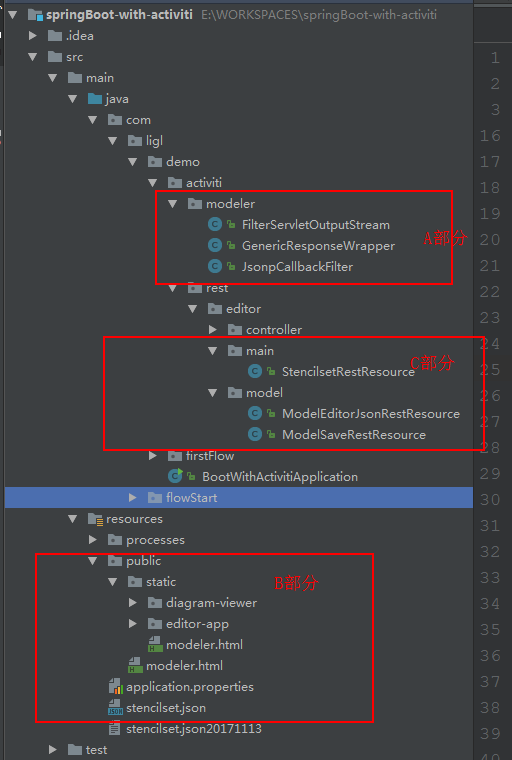 springBoot-with-activiti E:\WORKSPACES\springBoot-with-activiti
.idea
src
main
java
com
ligl
demo
activiti
modeler
FilterServletOutputStream
A部分
GenericResponseWrapper
JsonpCallbackFilter
rest
editor
controller
main
C部分
StencilsetRestResource
model
ModelEditorJsonRestResource
ModelSaveRestResource
firstFlow
BootWithActivitiApplication
flowStart
resources
processes
public
static
B部分
diagram-viewer
editor-app
modeler.html
modeler.html
application.properties
stencilset.json
stencilset.json20171113
test
1
2
3
16
17
18
19
20
21
22
23
24
25
26
27
28
29
30
31
32
33
34
35
36
37
38
39